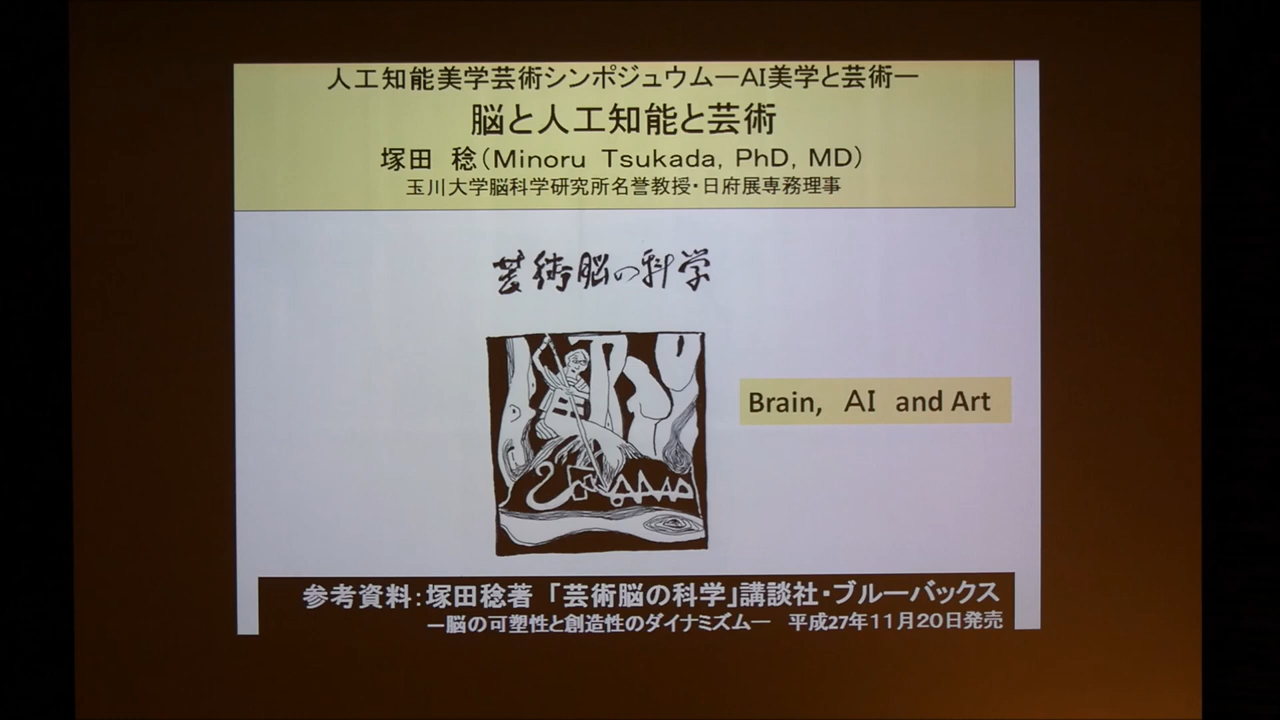 人工知能美学芸術シンポジュウム―AI美学と芸術―
脳と人工知能と芸術
塚田　稔（Minoru Tsukada, PhD, MD）
玉川大学脳科学研究所名誉教授・日府展専務理事
芸術脳の科学
Brain, AI and Art
参考資料：塚田稔著「芸術脳の科学」講談社・ブルーバックス
―脳の可塑性と創造性のダイナミズム―　平成27年11月20日発売